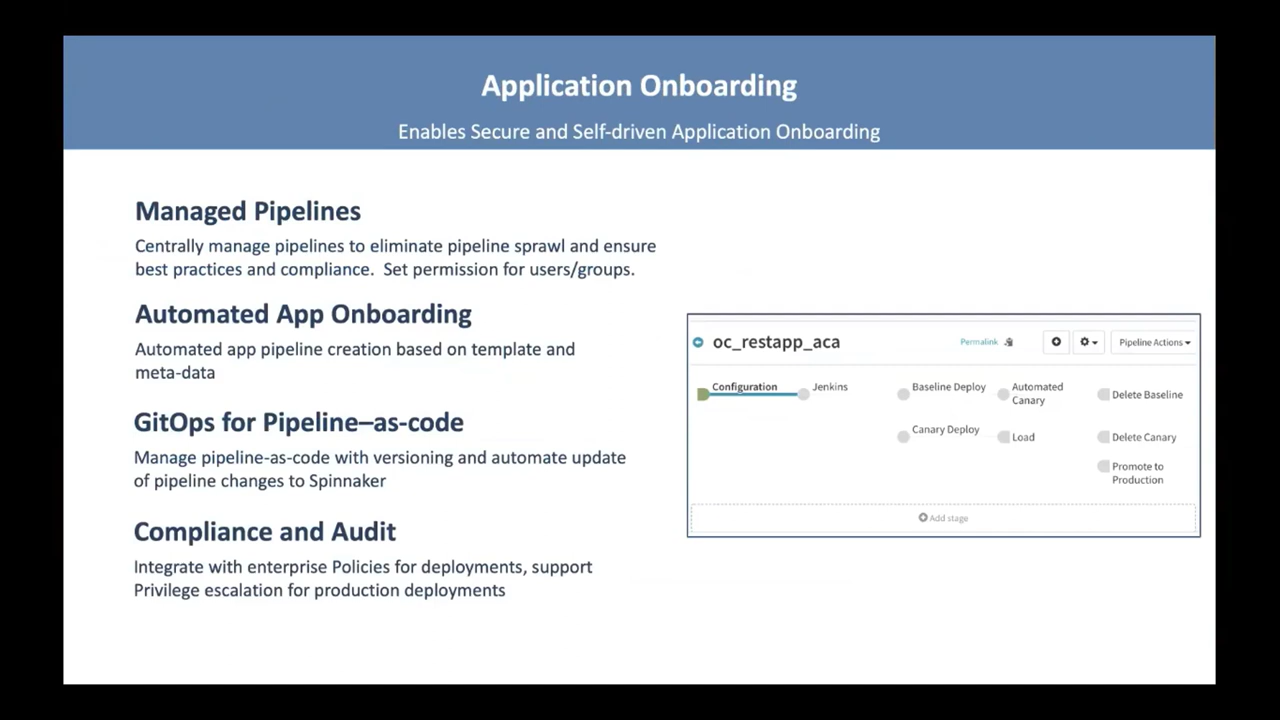 Application Onboarding
Enables Secure and Self-driven Application Onboarding
Managed Pipelines
Centrally manage pipelines to eliminate pipeline sprawl and ensure
best practices and compliance.  Set permission for users/groups.
Automated App Onboarding
Automated app pipeline creation based on template and
meta-data
GitOps for Pipeline–as-code
Manage pipeline-as-code with versioning and automate update
of pipeline changes to Spinnaker
Compliance and Audit
Integrate with enterprise Policies for deployments, support
Privilege escalation for production deployments
oc_restapp_aca
Permalink
Pipeline Actions
Configuration
Jenkins
Baseline Deploy
Automated
Canary
Delete Baseline
Canary Deploy
Load
Delete Canary
Promote to
Production
Add stage